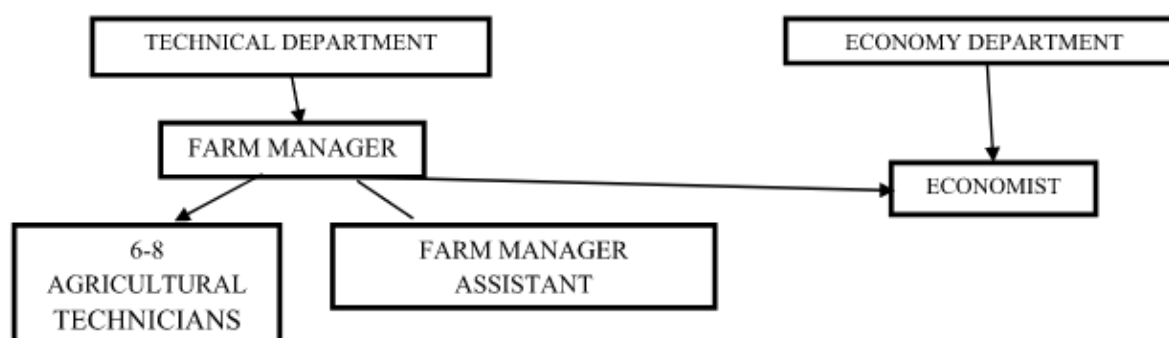 TECHNICAL DEPARTMENT
ECONOMY DEPARTMENT
FARM MANAGER
ECONOMIST
6-8
AGRICULTURAL
TECHNICIANS
FARM MANAGER
ASSISTANT